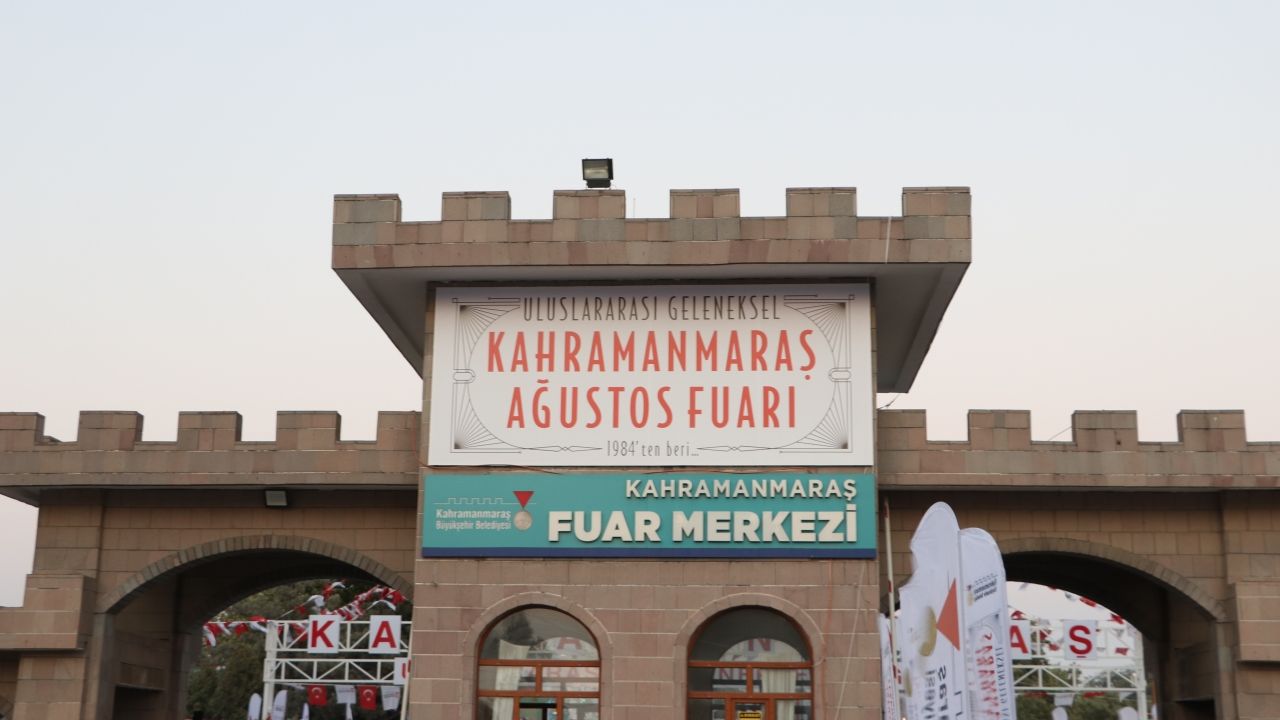 ULUSLARARASI GELENEKSEL
KAHRAMANMARAŞ
AĞUSTOS FUARI
1984'ten beri...
KAHRAMANMARAŞ
FUAR MERKEZİ
Kahramanmaraş
Büyükşehir Belediyesi
K A
A Ş